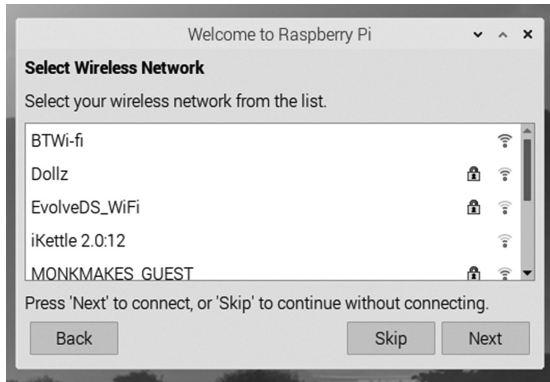 Welcome to Raspberry Pi
Select Wireless Network
Select your wireless network from the list.
BTWi-fi
Dollz
EvolveDS_WiFi
iKettle 2.0:12
MONKMAKES_GUEST
Press 'Next' to connect, or 'Skip' to continue without connecting.
Back Skip Next